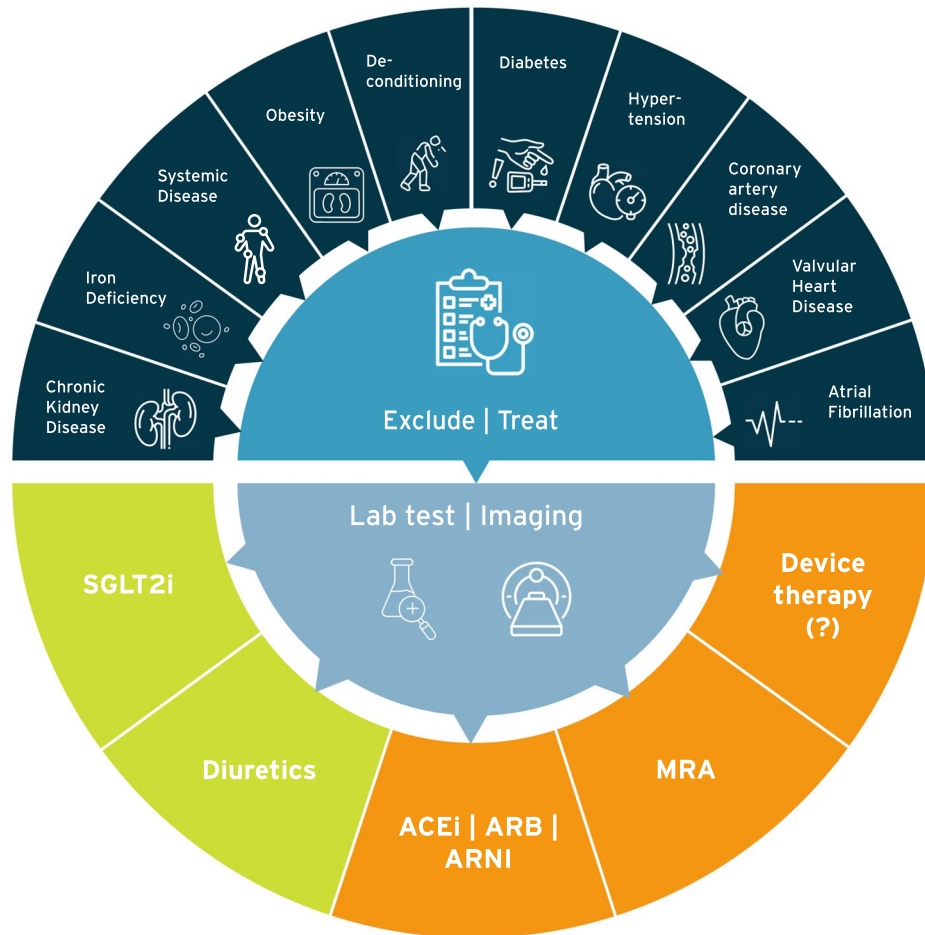 De-
conditioning
Diabetes
Obesity
Hyper-
tension
Systemic
Disease
Coronary
artery
disease
Iron
Deficiency
Valvular
Heart
Disease
Chronic
Kidney
Disease
Atrial
Fibrillation
Exclude | Treat
Lab test | Imaging
SGLT2i
Device
therapy
(?)
Diuretics
MRA
ACEi | ARB |
ARNI